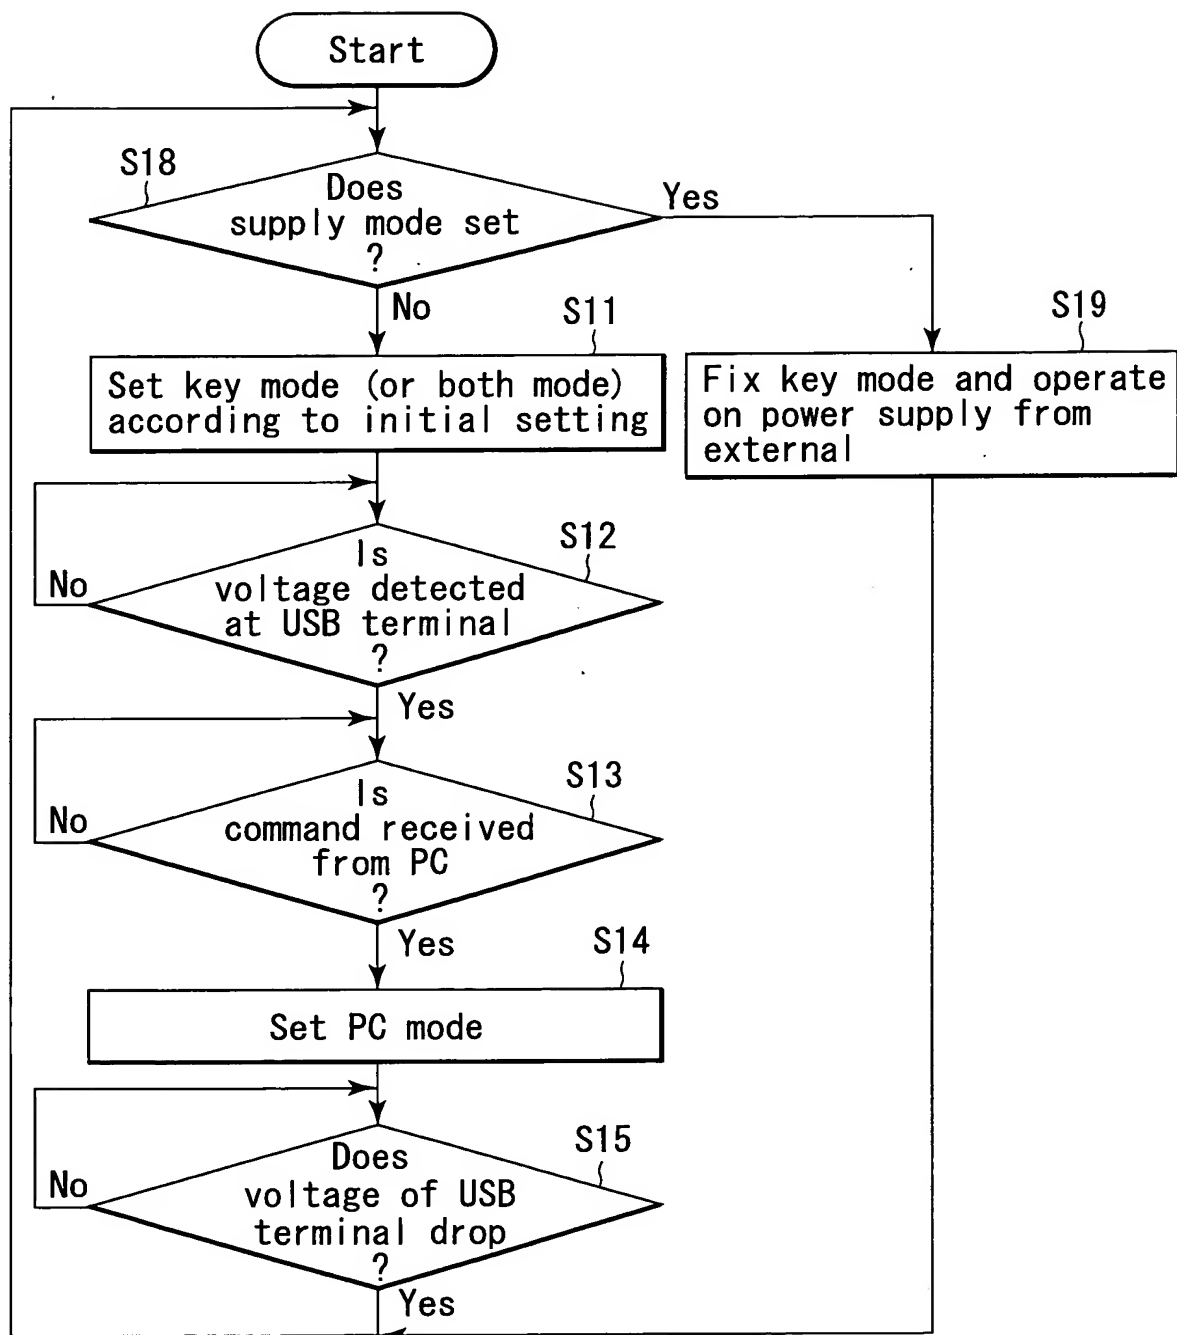 Start
S18
Does
supply mode set
?
Yes
No
S11
Set key mode (or both mode)
according to initial setting
S19
Fix key mode and operate
on power supply from
external
S12
Is
voltage detected
at USB terminal
?
No
Yes
S13
Is
command received
from PC
?
No
Yes
S14
Set PC mode
S15
Does
voltage of USB
terminal drop
?
No
Yes